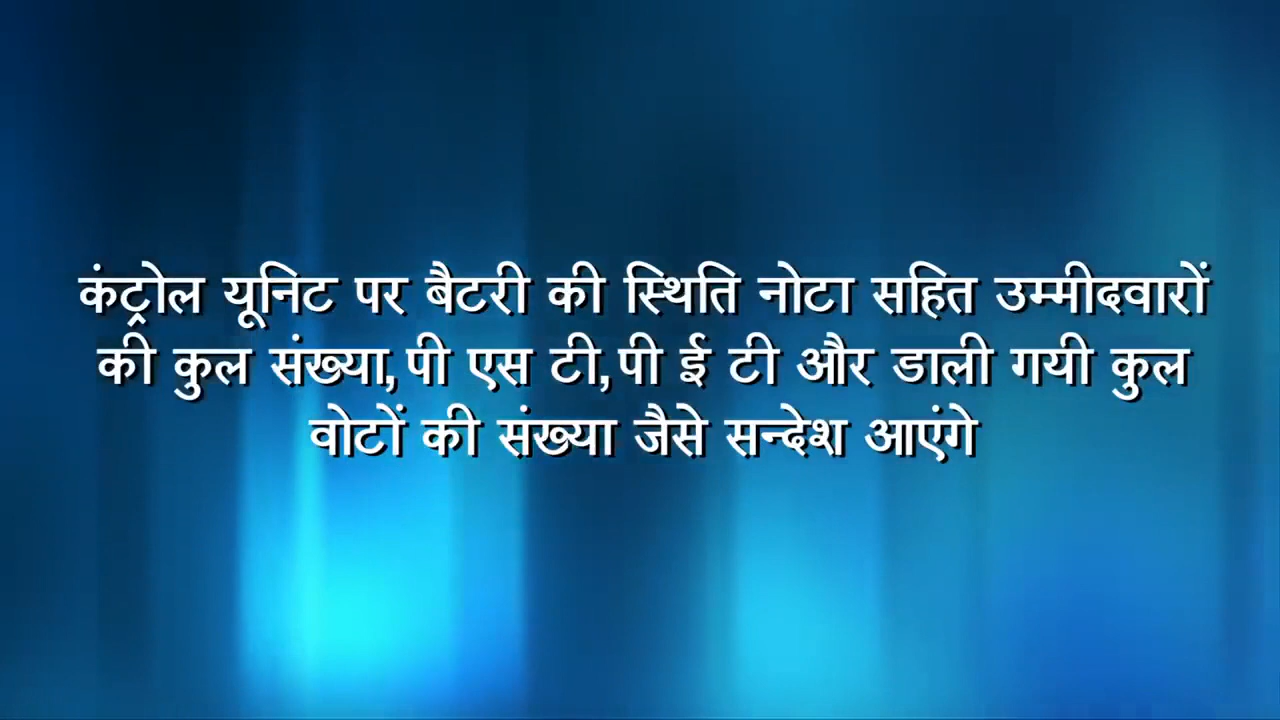 कंट्रोल यूनिट पर बैटरी की स्थिति नोटा सहित उम्मीदवारों
की कुल संख्या, पी एस टी, पी ई टी और डाली गयी कुल
वोटों की संख्या जैसे सन्देश आएंगे